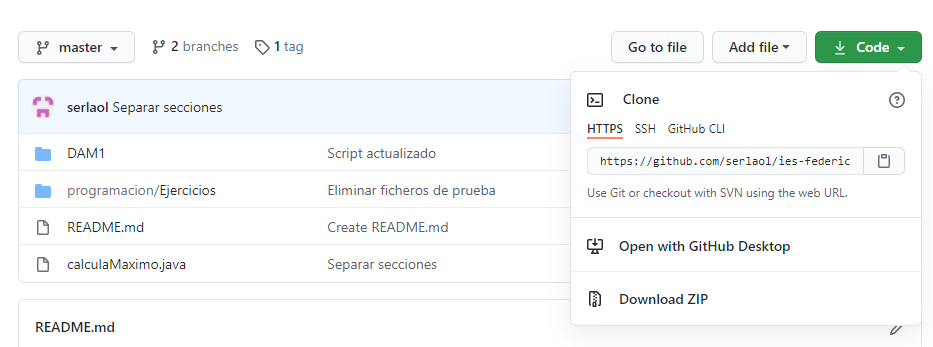 master 2 branches 1 tag Go to file Add file Code
serlaol Separar secciones
DAM1 Script actualizado
programacion/Ejercicios Eliminar ficheros de prueba
README.md Create README.md
calculaMaximo.java Separar secciones
README.md
Clone
HTTPS SSH GitHub CLI
https://github.com/serlaol/ies-federic
Use Git or checkout with SVN using the web URL.
Open with GitHub Desktop
Download ZIP